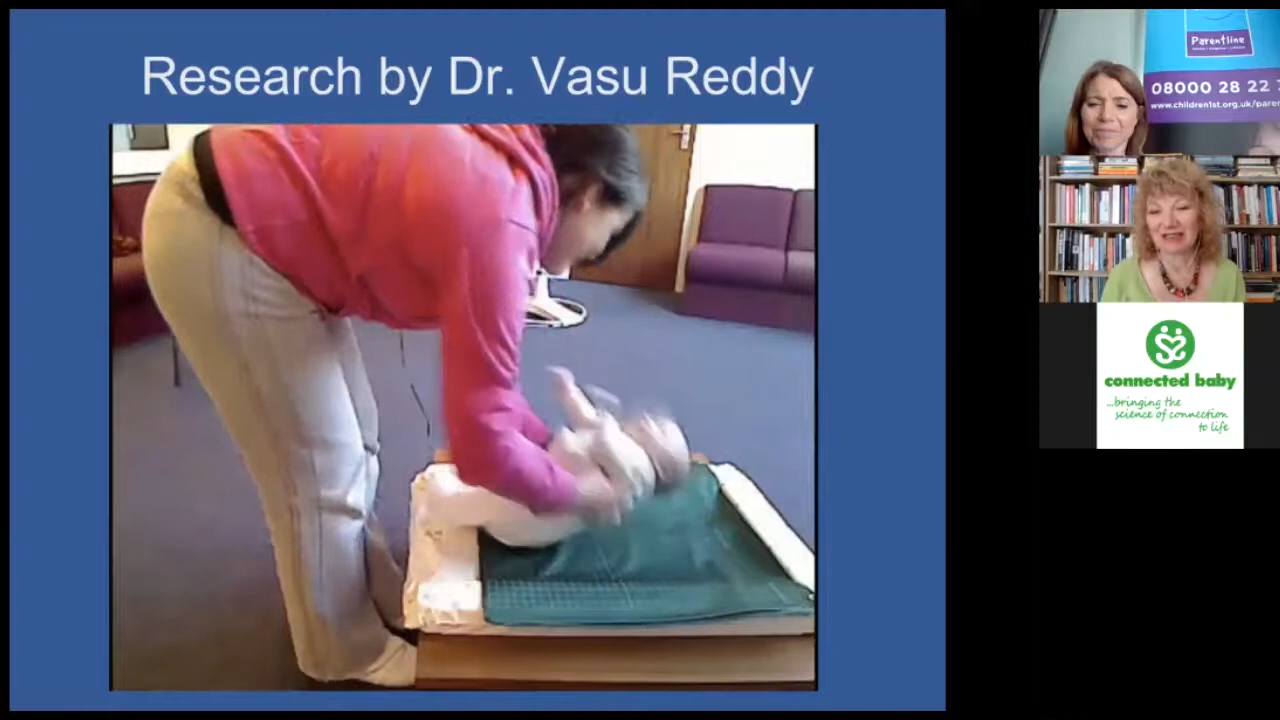 Research by Dr. Vasu Reddy
Parentline
08000 28 22
www.children1st.org.uk/pare
connected baby
...bringing the
science of connection
to life